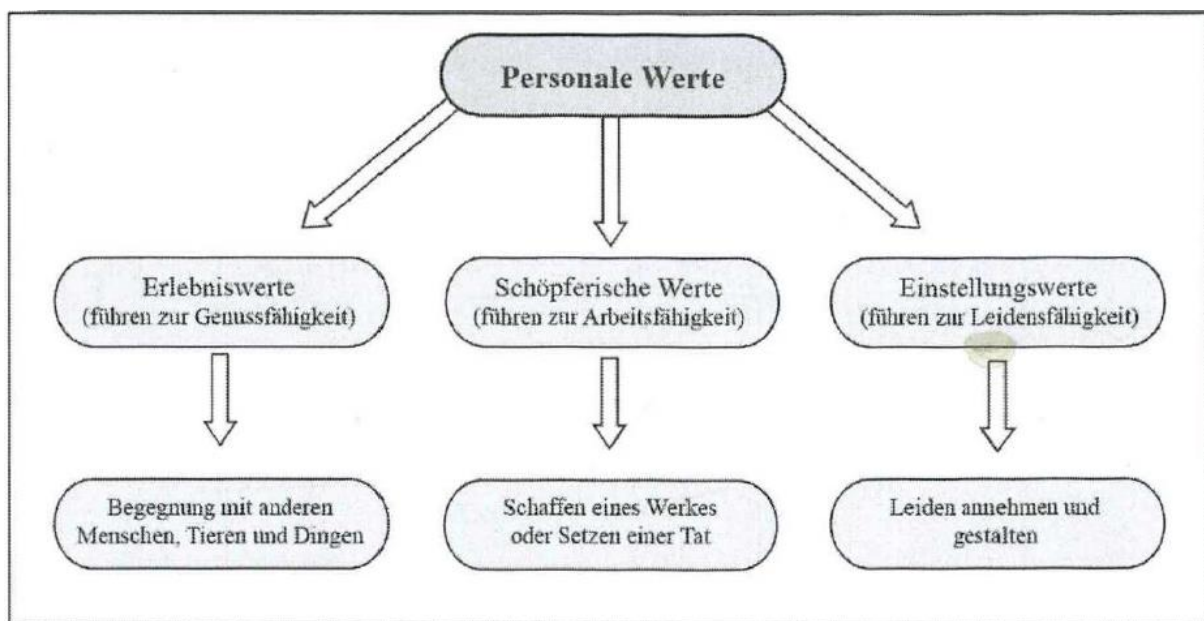 Personale Werte
Erlebniswerte
(führen zur Genussfähigkeit)
Schöpferische Werte
(führen zur Arbeitsfähigkeit)
Einstellungswerte
(führen zur Leidensfähigkeit)
Begegnung mit anderen
Menschen, Tieren und Dingen
Schaffen eines Werkes
oder Setzen einer Tat
Leiden annehmen und
gestalten